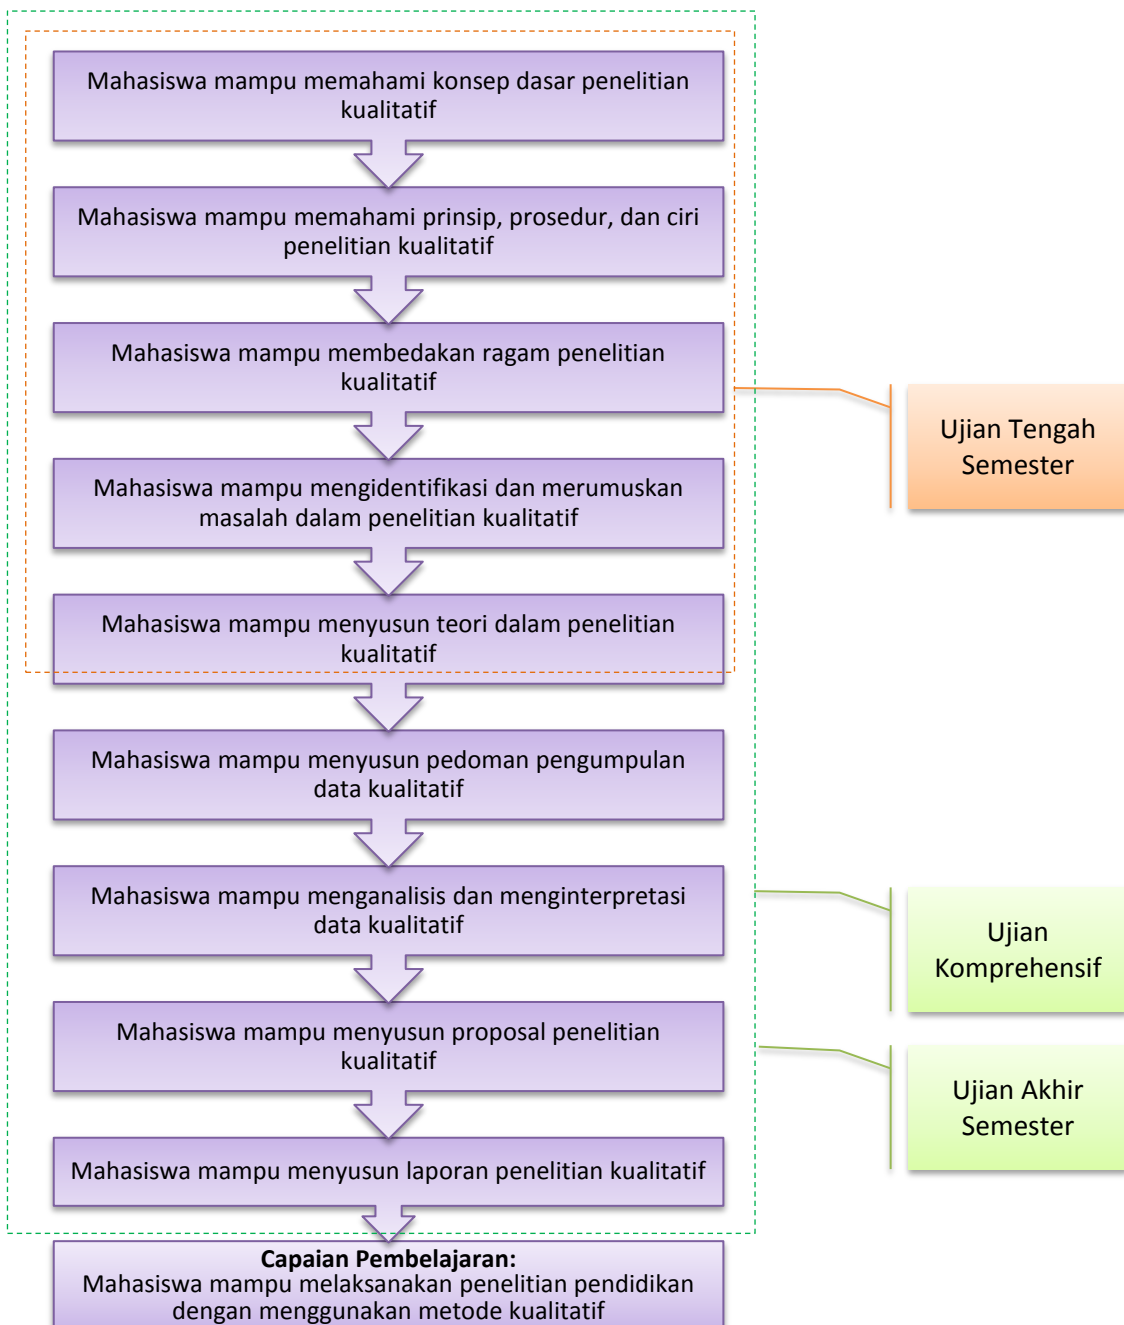 Mahasiswa mampu memahami konsep dasar penelitian
kualitatif
Mahasiswa mampu memahami prinsip, prosedur, dan ciri
penelitian kualitatif
Mahasiswa mampu membedakan ragam penelitian
kualitatif
Ujian Tengah
Semester
Mahasiswa mampu mengidentifikasi dan merumuskan
masalah dalam penelitian kualitatif
Mahasiswa mampu menyusun teori dalam penelitian
kualitatif
Mahasiswa mampu menyusun pedoman pengumpulan
data kualitatif
Mahasiswa mampu menganalisis dan menginterpretasi
data kualitatif
Ujian
Komprehensif
Mahasiswa mampu menyusun proposal penelitian
kualitatif
Ujian Akhir
Semester
Mahasiswa mampu menyusun laporan penelitian kualitatif
Capaian Pembelajaran:
Mahasiswa mampu melaksanakan penelitian pendidikan
dengan menggunakan metode kualitatif